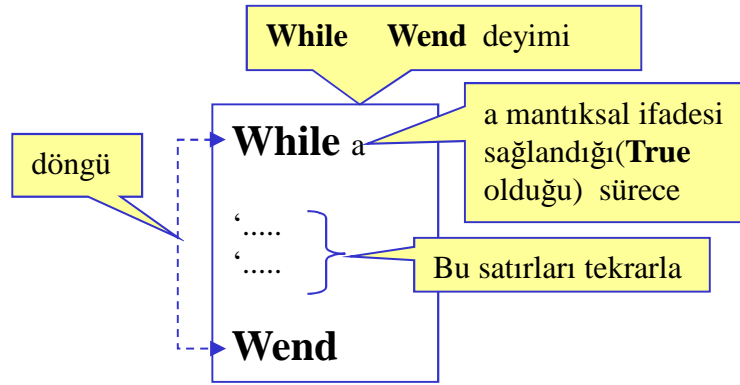 While Wend deyimi
While a
a mantıksal ifadesi
sağlandığı(True
olduğu) sürece
döngü
‘.....
‘.....
Bu satırları tekrarla
Wend